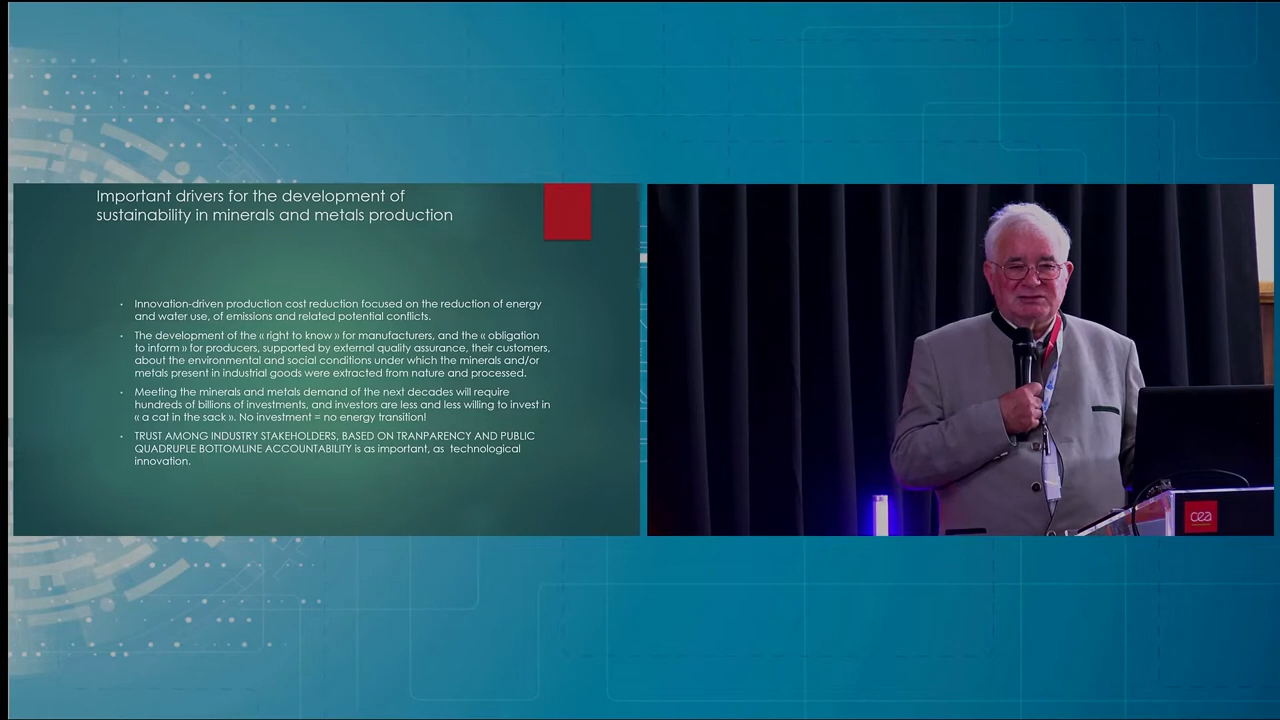 Important drivers for the development of
sustainability in minerals and metals production
• Innovation-driven production cost reduction focused on the reduction of energy
and water use, of emissions and related potential conflicts.
• The development of the « right to know » for manufacturers, and the « obligation
to inform » for producers, supported by external quality assurance, their customers,
about the environmental and social conditions under which the minerals and/or
metals present in industrial goods were extracted from nature and processed.
• Meeting the minerals and metals demand of the next decades will require
hundreds of billions of investments, and investors are less and less willing to invest in
« a cat in the sack ». No investment = no energy transition!
• TRUST AMONG INDUSTRY STAKEHOLDERS, BASED ON TRANPARENCY AND PUBLIC
QUADRUPLE BOTTOMLINE ACCOUNTABILITY is as important, as technological
innovation.
cea